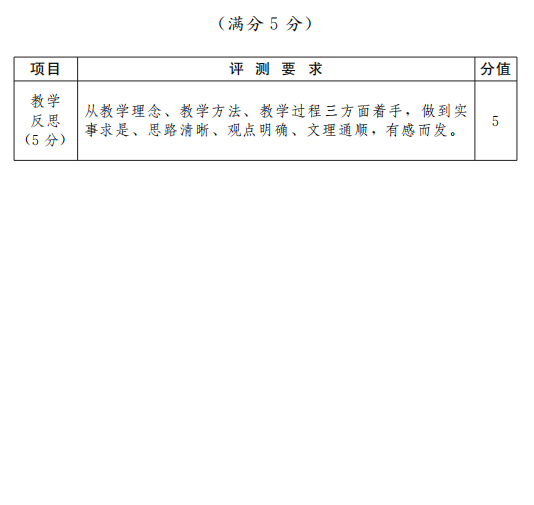 （满分 5 分）
项目 评 测 要 求 分值
教学
反思
（5 分）
从教学理念、教学方法、教学过程三方面着手，做到实
事求是、思路清晰、观点明确、文理通顺，有感而发。
5